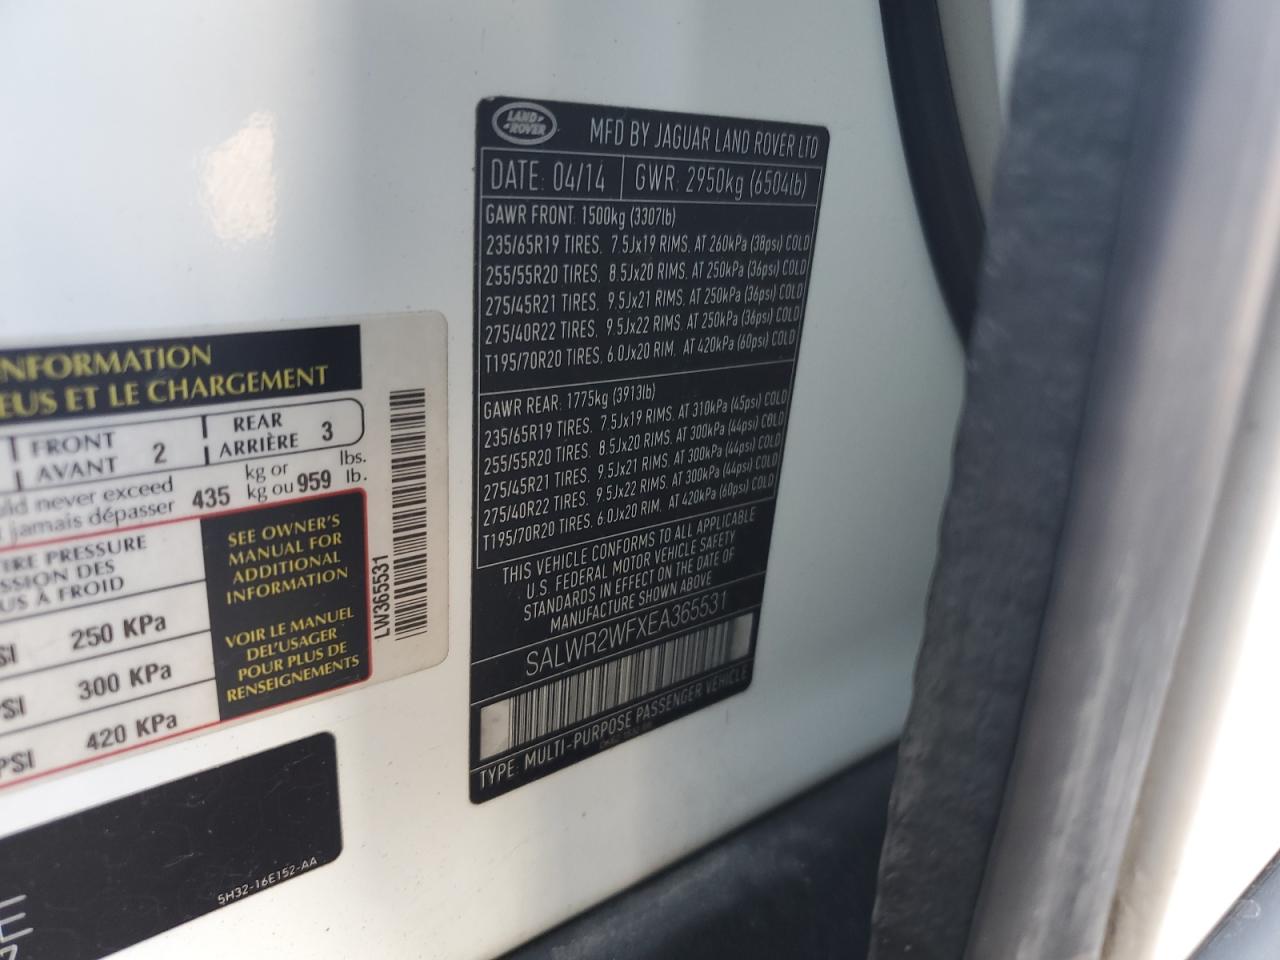 LAND
ROVER
MFD BY JAGUAR LAND ROVER LTD
DATE: 04/14 GWR: 2950kg (6504lb)
GAWR FRONT: 1500kg (3307lb)
235/65R19 TIRES, 7.5Jx19 RIMS, AT 260kPa (38psi) COLD
255/55R20 TIRES, 8.5Jx20 RIMS, AT 250kPa (36psi) COLD
275/45R21 TIRES, 9.5Jx21 RIMS, AT 250kPa (36psi) COLD
275/40R22 TIRES, 9.5Jx22 RIMS, AT 250kPa (36psi) COLD
T195/70R20 TIRES, 6.0Jx20 RIM, AT 420kPa (60psi) COLD
GAWR REAR: 1775kg (3913lb)
235/65R19 TIRES, 7.5Jx19 RIMS, AT 310kPa (45psi) COLD
255/55R20 TIRES, 8.5Jx20 RIMS, AT 300kPa (44psi) COLD
275/45R21 TIRES, 9.5Jx21 RIMS, AT 300kPa (44psi) COLD
275/40R22 TIRES, 9.5Jx22 RIMS, AT 300kPa (44psi) COLD
T195/70R20 TIRES, 6.0Jx20 RIM, AT 420kPa (60psi) COLD
THIS VEHICLE CONFORMS TO ALL APPLICABLE
U.S. FEDERAL MOTOR VEHICLE SAFETY
STANDARDS IN EFFECT ON THE DATE OF
MANUFACTURE SHOWN ABOVE
SALWR2WFXEA365531
TYPE: MULTI-PURPOSE PASSENGER VEHICLE
NFORMATION
EUS ET LE CHARGEMENT
FRONT
AVANT 2
REAR
ARRIÈRE 3
uld never exceed
jamais dépasser 435 kg or
kg ou 959 lbs.
lb.
IRE PRESSURE
SSION DES
US À FROID
SI 250 KPa
PSI 300 KPa
PSI 420 KPa
SEE OWNER'S
MANUAL FOR
ADDITIONAL
INFORMATION
VOIR LE MANUEL
DEL'USAGER
POUR PLUS DE
RENSEIGNEMENTS
LW365531
5H32-16E152-AA